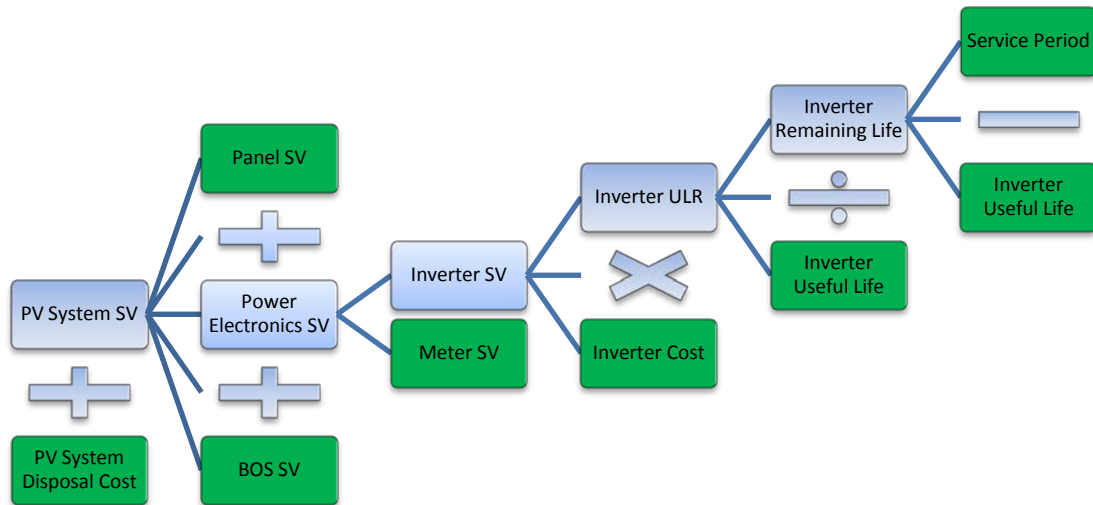 Service Period
Inverter
Remaining Life
Panel SV
Inverter ULR
Inverter
Useful Life
Inverter SV
Inverter
Useful Life
PV System SV
Power
Electronics SV
Meter SV
Inverter Cost
PV System
Disposal Cost
BOS SV